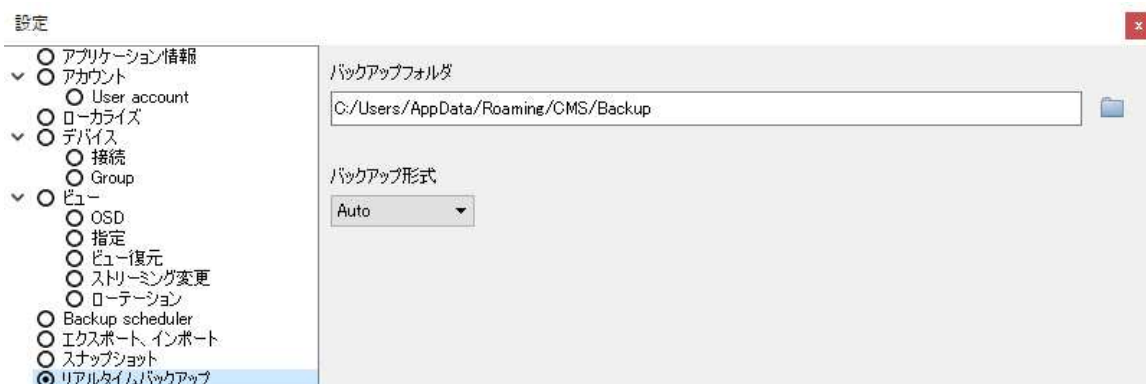 設定
アプリケーション情報
アカウント
User account
ローカライズ
デバイス
接続
Group
ビュー
OSD
指定
ビュー復元
ストリーミング変更
ローテーション
Backup scheduler
エクスポート、インポート
スナップショット
リアルタイムバックアップ
バックアップフォルダ
C:/Users/AppData/Roaming/CMS/Backup
バックアップ形式
Auto